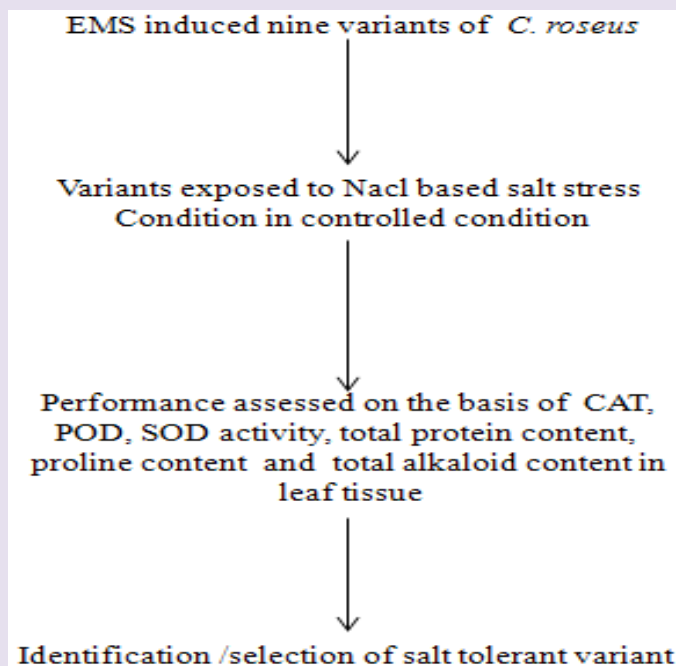 EMS induced nine variants of C. roseus
Variants exposed to Nacl based salt stress
Condition in controlled condition
Performance assessed on the basis of CAT,
POD, SOD activity, total protein content,
proline content and total alkaloid content in
leaf tissue
Identification /selection of salt tolerant variant